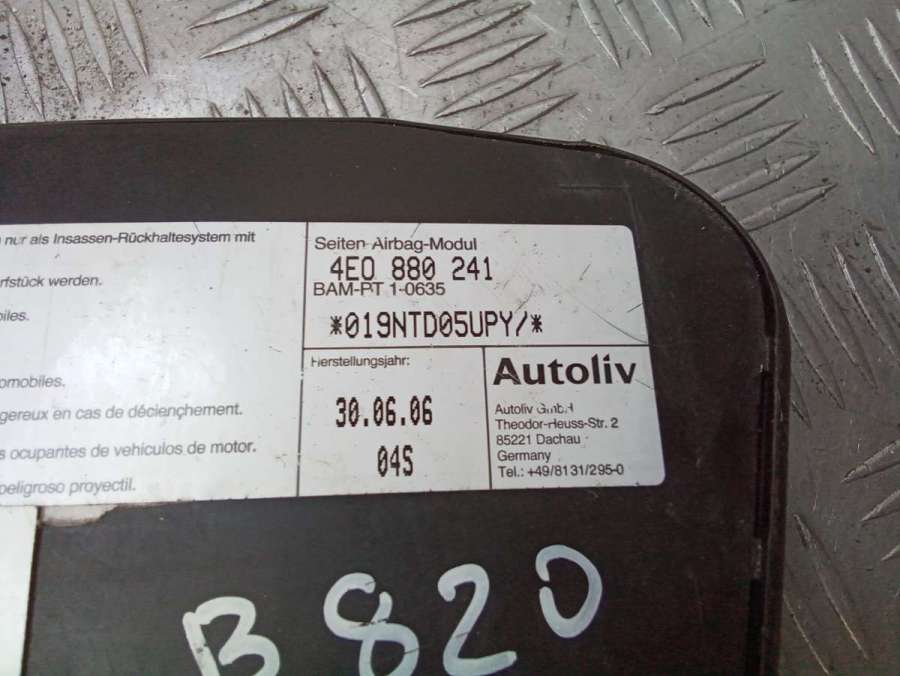 nur als Insassen-Rückhaltesystem mit
rfstück werden.
biles.
omobiles.
gereux en cas de déclenchement.
s ocupantes de vehículos de motor.
peligroso proyectil.
Seiten Airbag-Modul
4E0 880 241
BAM-PT 1-0635
*019NTD05UPY/*
Herstellungsjahr:
30.06.06
04S
Autoliv
Autoliv GmbH
Theodor-Heuss-Str. 2
85221 Dachau
Germany
Tel.: +49/8131/295-0
B 820